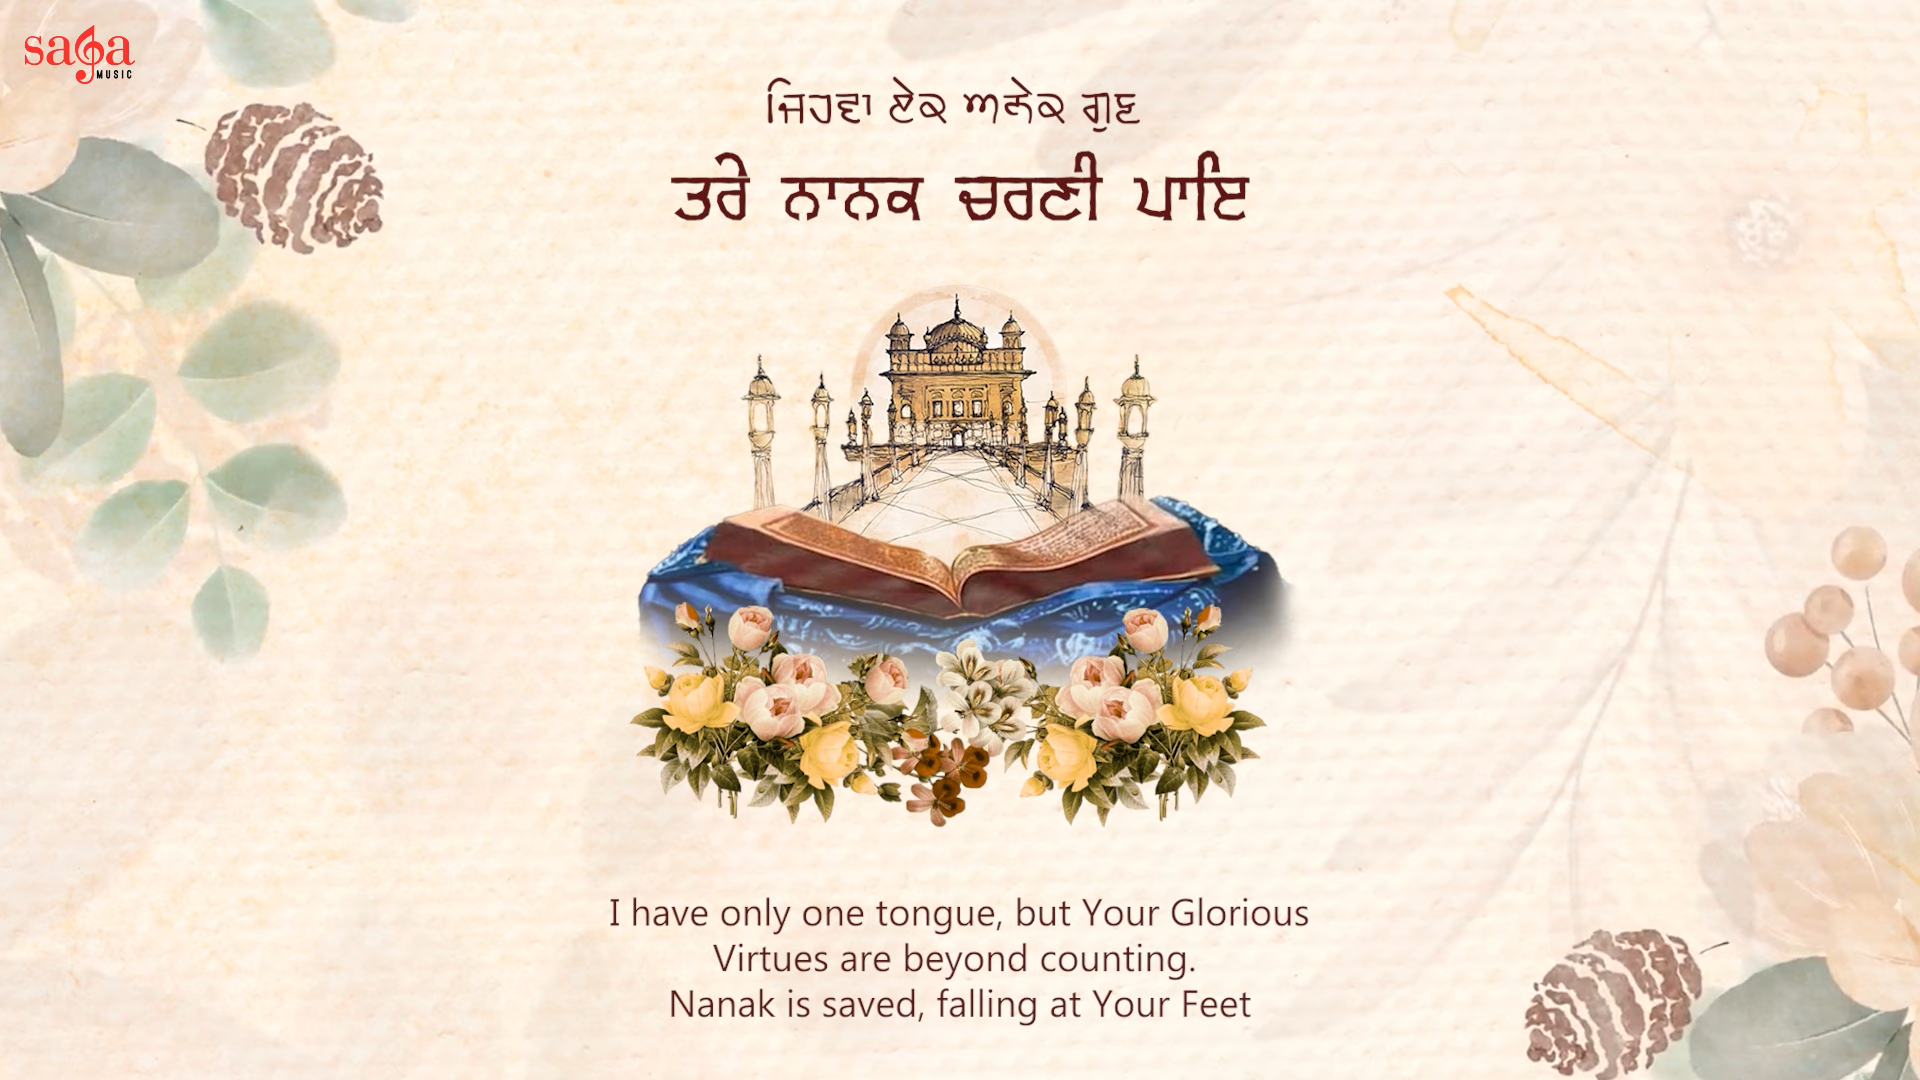 saga
MUSIC
ਜਿਹਵਾ ਏਕ ਅਨੇਕ ਗੁਣ
ਤਰੇ ਨਾਨਕ ਚਰਣੀ ਪਾਇ
I have only one tongue, but Your Glorious
Virtues are beyond counting.
Nanak is saved, falling at Your Feet